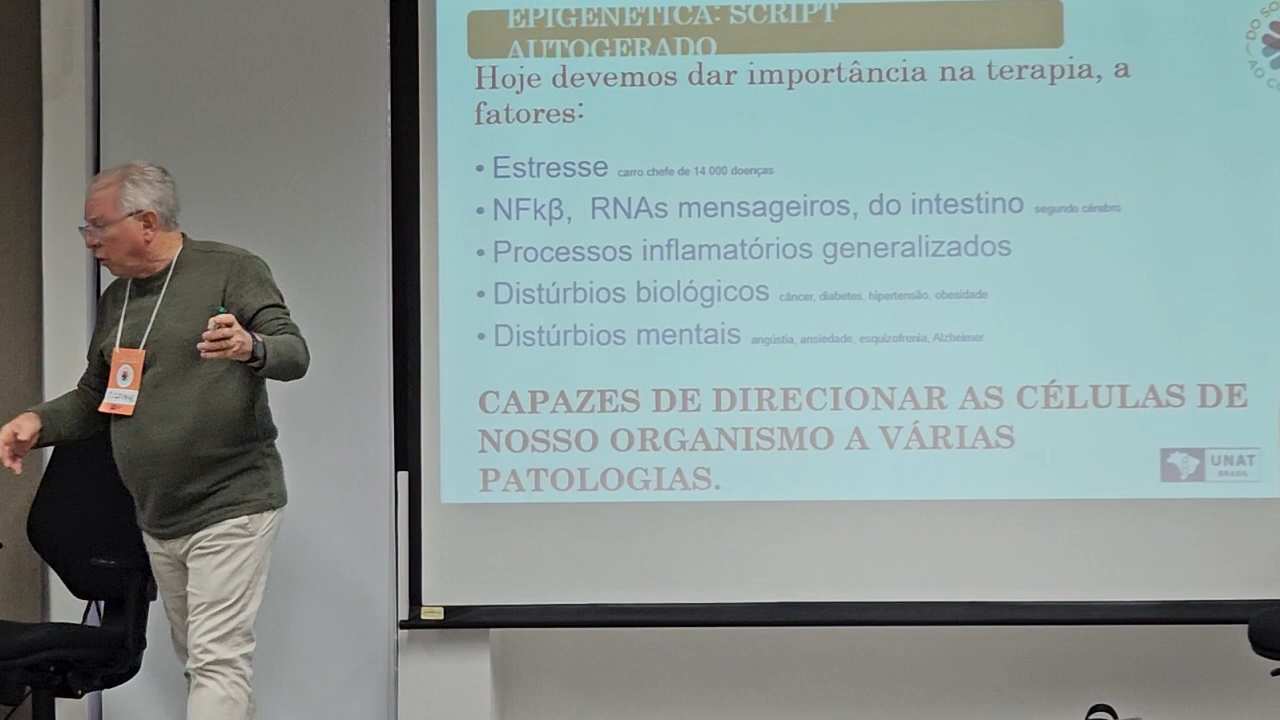 EPIGENÉTICA: SCRIPT
AUTOGERADO
Hoje devemos dar importância na terapia, a
fatores:
• Estresse carro chefe de 14.000 doenças
• NFkβ, RNAs mensageiros, do intestino segundo cérebro
• Processos inflamatórios generalizados
• Distúrbios biológicos câncer, diabetes, hipertensão, obesidade
• Distúrbios mentais angústia, ansiedade, esquizofrenia, Alzheimer
CAPAZES DE DIRECIONAR AS CÉLULAS DE
NOSSO ORGANISMO A VÁRIAS
PATOLOGIAS.
UNAT
BRASIL